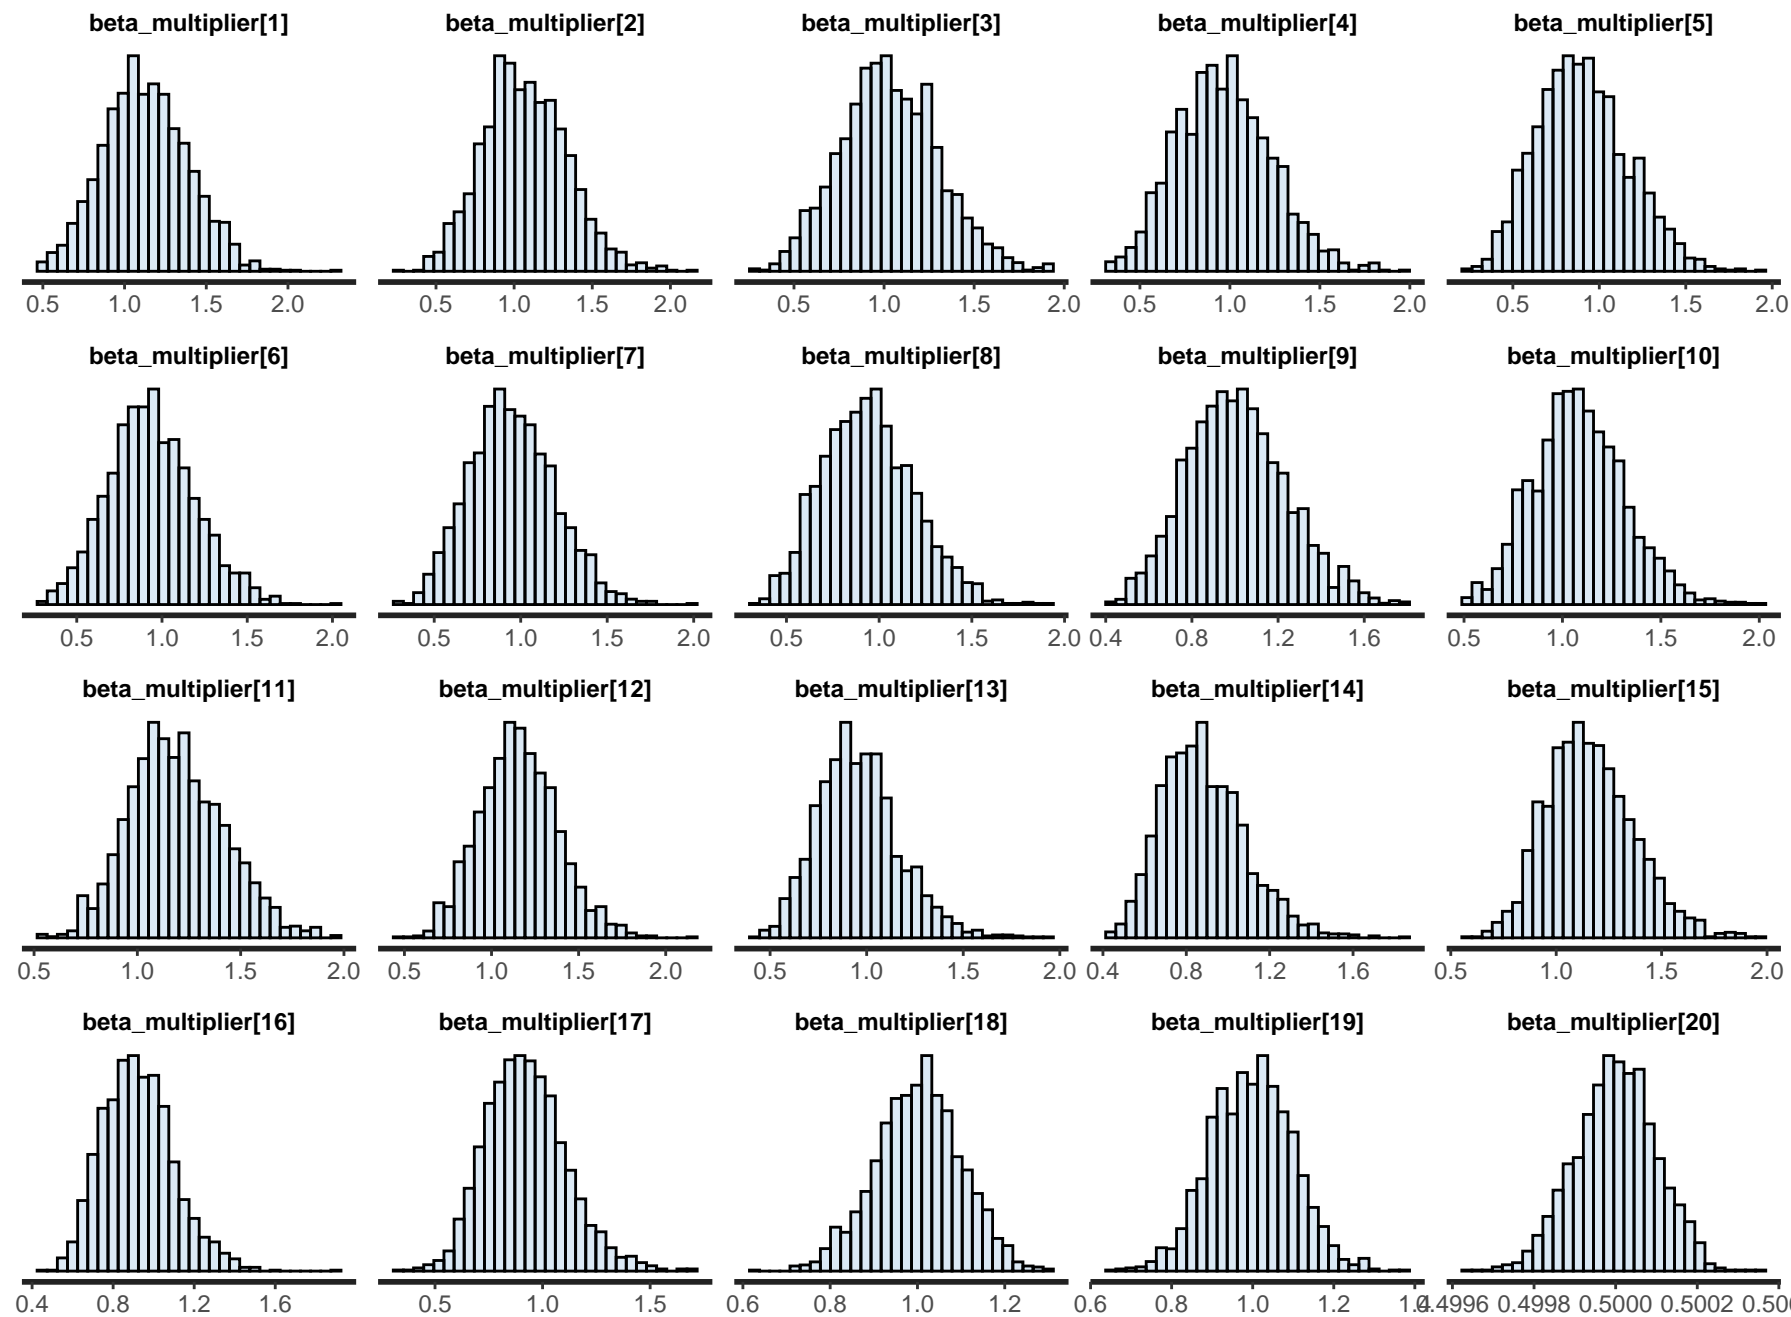 beta_multiplier[1] beta_multiplier[2] beta_multiplier[3] beta_multiplier[4] beta_multiplier[5]
0.5 1.0 1.5 2.0 0.5 1.0 1.5 2.0 0.5 1.0 1.5 2.0 0.5 1.0 1.5 2.0 0.5 1.0 1.5 2.0
beta_multiplier[6] beta_multiplier[7] beta_multiplier[8] beta_multiplier[9] beta_multiplier[10]
0.5 1.0 1.5 2.0 0.5 1.0 1.5 2.0 0.5 1.0 1.5 2.0 0.4 0.8 1.2 1.6 0.5 1.0 1.5 2.0
beta_multiplier[11] beta_multiplier[12] beta_multiplier[13] beta_multiplier[14] beta_multiplier[15]
0.5 1.0 1.5 2.0 0.5 1.0 1.5 2.0 0.5 1.0 1.5 2.0 0.4 0.8 1.2 1.6 0.5 1.0 1.5 2.0
beta_multiplier[16] beta_multiplier[17] beta_multiplier[18] beta_multiplier[19] beta_multiplier[20]
0.4 0.8 1.2 1.6 0.5 1.0 1.5 0.6 0.8 1.0 1.2 0.6 0.8 1.0 1.2 1.4 0.4996 0.4998 0.5000 0.5002